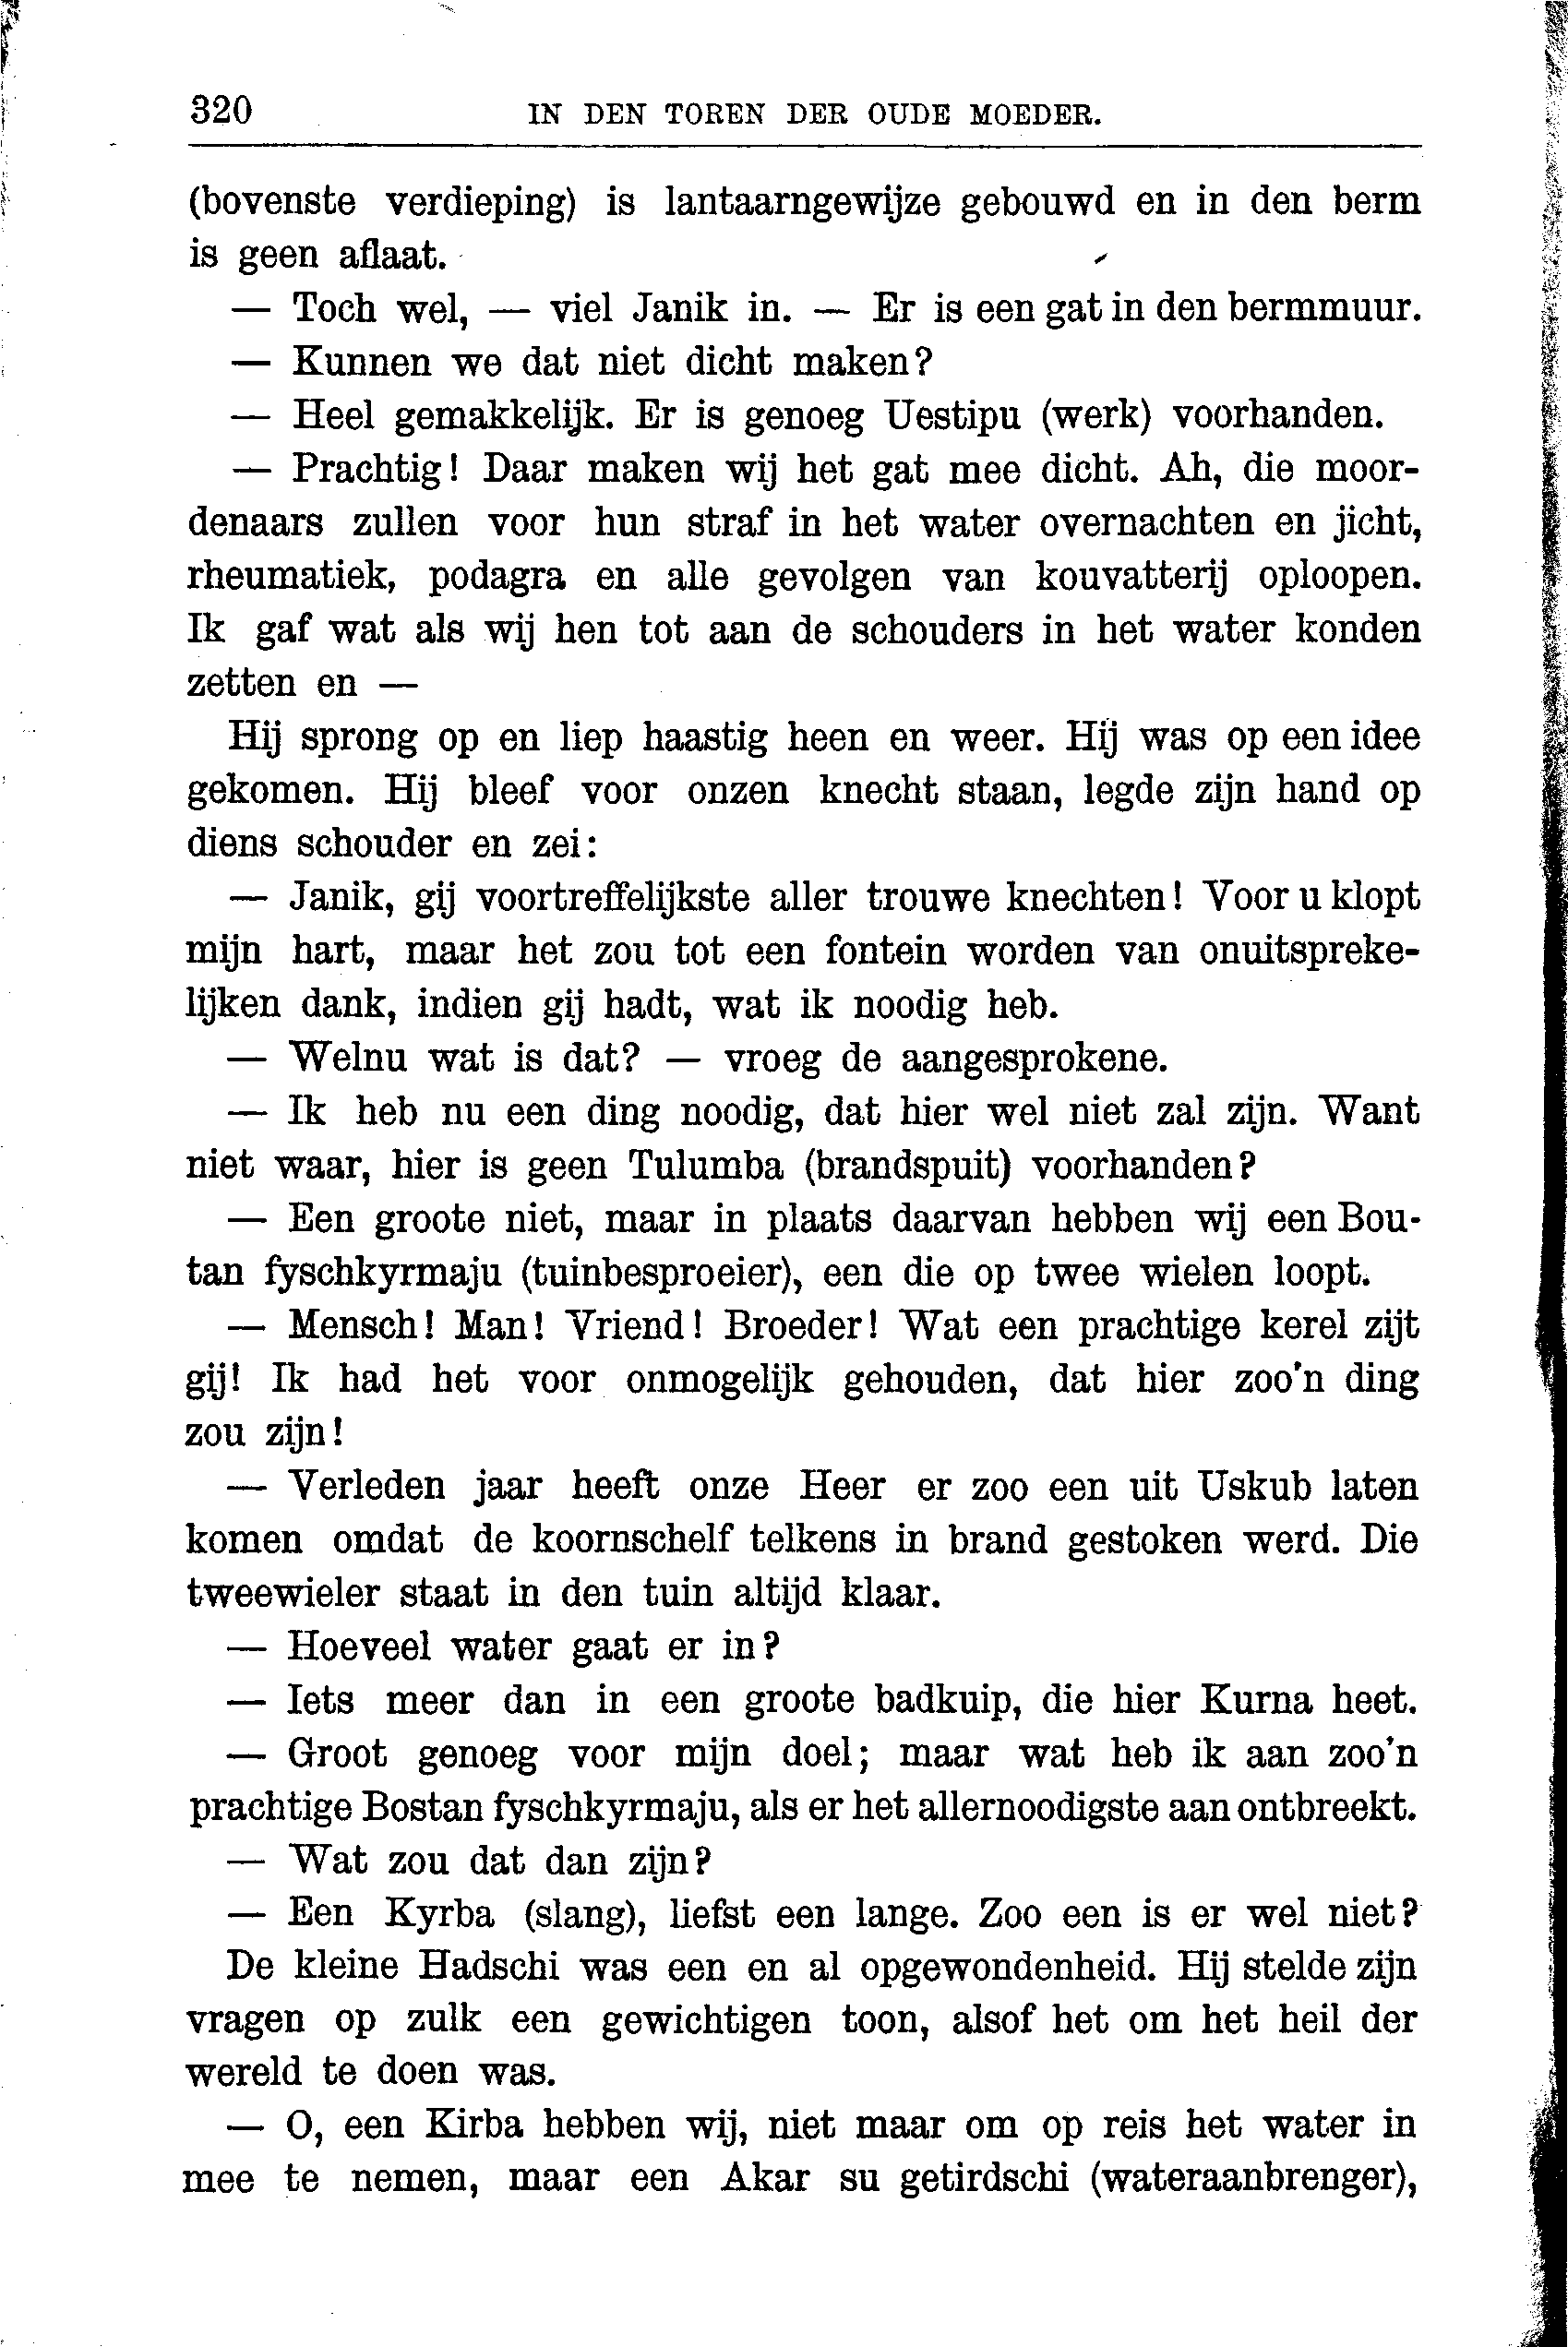 320 IN DEN TOREN DER OUDE MOEDER.
(bovenste verdieping) is lantaarngewijze gebouwd en in den berm
is geen aflaat.
— Toch wel, — viel Janik in. — Er is een gat in den bermmuur.
— Kunnen we dat niet dicht maken?
— Heel gemakkelijk. Er is genoeg Uestipu (werk) voorhanden.
— Prachtig! Daar maken wij het gat mee dicht. Ah, die moor-
denaars zullen voor hun straf in het water overnachten en jicht,
rheumatiek, podagra en alle gevolgen van kouvatterij oploopen.
Ik gaf wat als wij hen tot aan de schouders in het water konden
zetten en —
Hij sprong op en liep haastig heen en weer. Hij was op een idee
gekomen. Hij bleef voor onzen knecht staan, legde zijn hand op
diens schouder en zei:
— Janik, gij voortreffelijkste aller trouwe knechten! Voor u klopt
mijn hart, maar het zou tot een fontein worden van onuitspreke-
lijken dank, indien gij hadt, wat ik noodig heb.
— Welnu wat is dat? — vroeg de aangesprokene.
— Ik heb nu een ding noodig, dat hier wel niet zal zijn. Want
niet waar, hier is geen Tulumba (brandspuit) voorhanden?
— Een groote niet, maar in plaats daarvan hebben wij een Bou-
tan fyschkyrmaju (tuinbesproeier), een die op twee wielen loopt.
— Mensch! Man! Vriend! Broeder! Wat een prachtige kerel zijt
gij! Ik had het voor onmogelijk gehouden, dat hier zoo'n ding
zou zijn!
— Verleden jaar heeft onze Heer er zoo een uit Uskub laten
komen omdat de koornschelf telkens in brand gestoken werd. Die
tweewieler staat in den tuin altijd klaar.
— Hoeveel water gaat er in?
— Iets meer dan in een groote badkuip, die hier Kurna heet.
— Groot genoeg voor mijn doel; maar wat heb ik aan zoo'n
prachtige Bostan fyschkyrmaju, als er het allernoodigste aan ontbreekt.
— Wat zou dat dan zijn?
— Een Kyrba (slang), liefst een lange. Zoo een is er wel niet?
De kleine Hadschi was een en al opgewondenheid. Hij stelde zijn
vragen op zulk een gewichtigen toon, alsof het om het heil der
wereld te doen was.
— O, een Kirba hebben wij, niet maar om op reis het water in
mee te nemen, maar een Akar su getirdschi (wateraanbrenger),